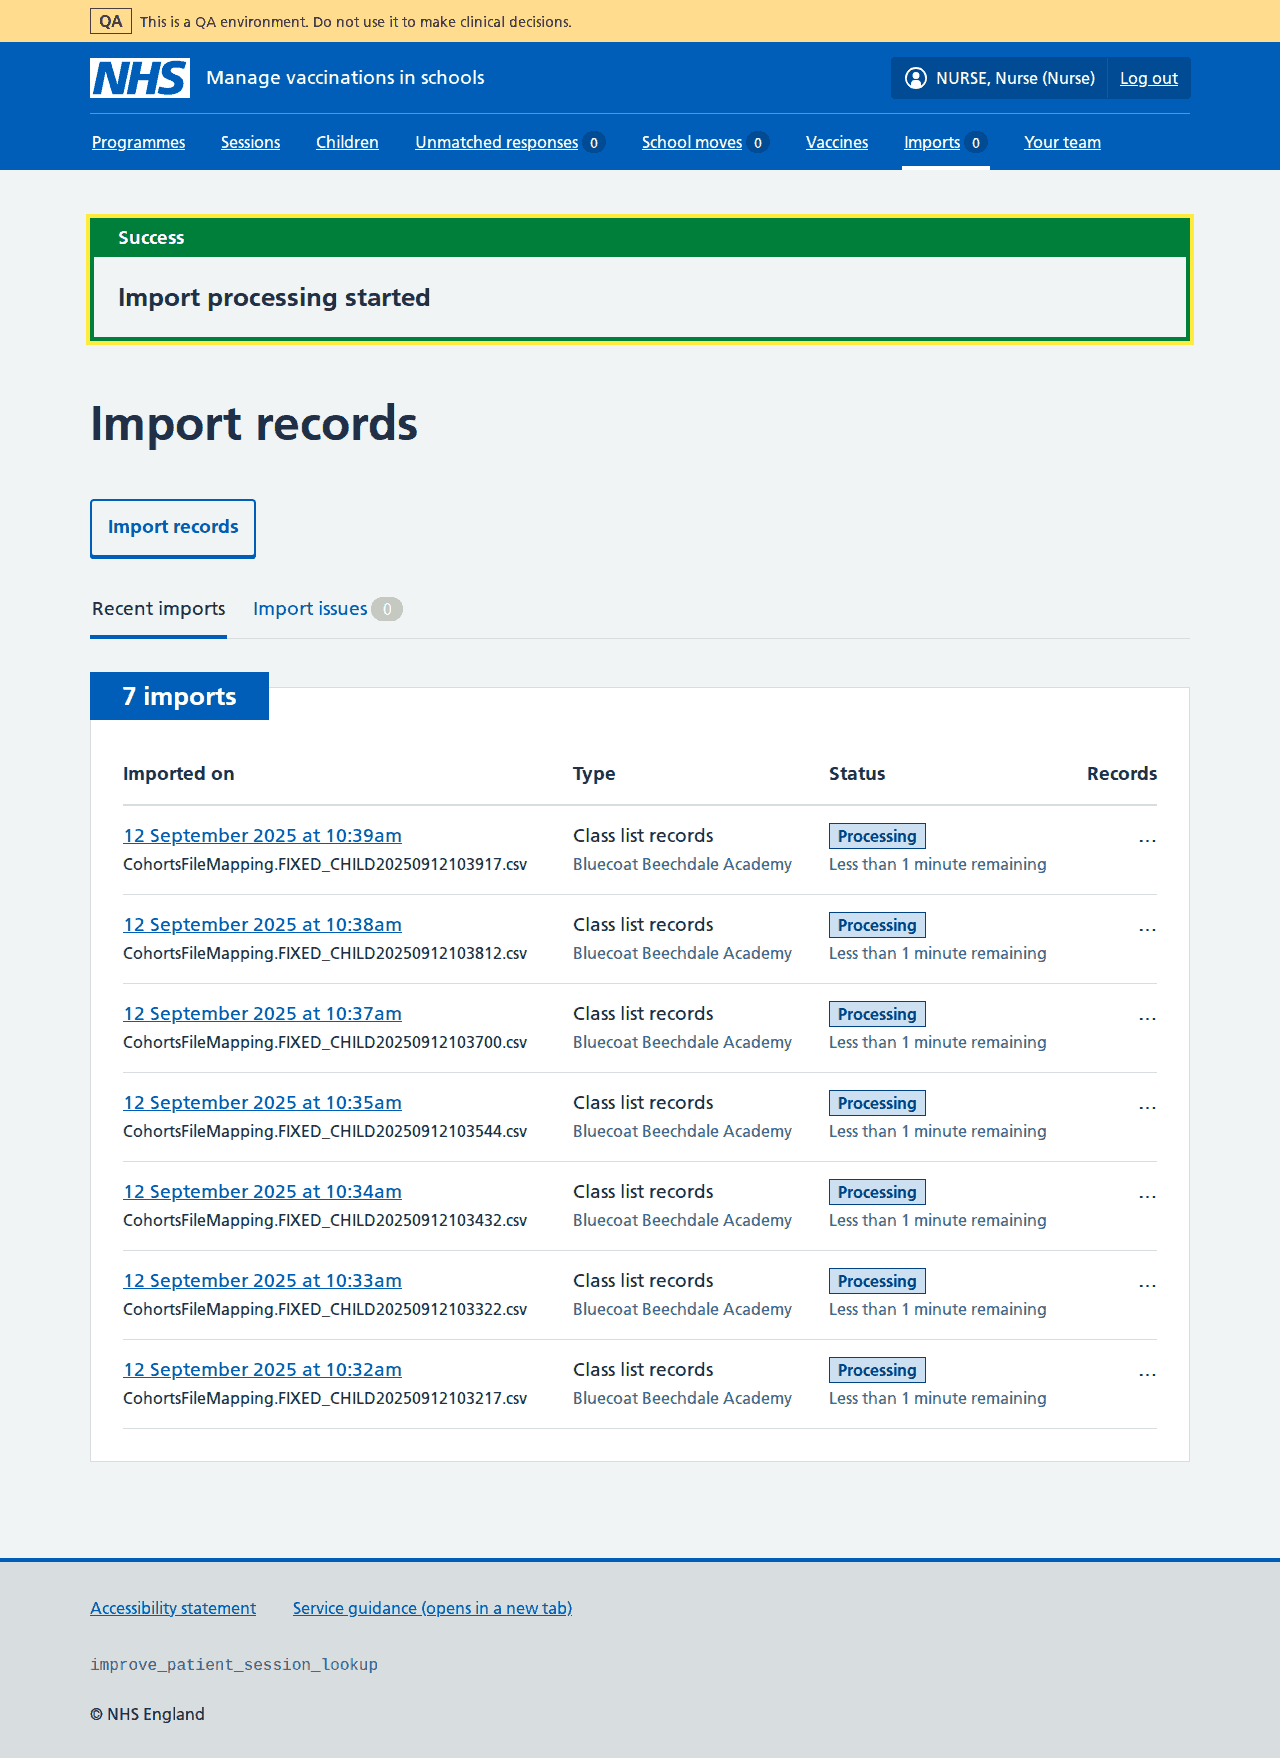 QA This is a QA environment. Do not use it to make clinical decisions.
NHS Manage vaccinations in schools NURSE, Nurse (Nurse) Log out
Programmes Sessions Children Unmatched responses 0 School moves 0 Vaccines Imports 0 Your team
Success
Import processing started
Import records
Import records
Recent imports Import issues 0
7 imports
Imported on Type Status Records
12 September 2025 at 10:39am Class list records Processing ...
CohortsFileMapping.FIXED_CHILD20250912103917.csv Bluecoat Beechdale Academy Less than 1 minute remaining
12 September 2025 at 10:38am Class list records Processing ...
CohortsFileMapping.FIXED_CHILD20250912103812.csv Bluecoat Beechdale Academy Less than 1 minute remaining
12 September 2025 at 10:37am Class list records Processing ...
CohortsFileMapping.FIXED_CHILD20250912103700.csv Bluecoat Beechdale Academy Less than 1 minute remaining
12 September 2025 at 10:35am Class list records Processing ...
CohortsFileMapping.FIXED_CHILD20250912103544.csv Bluecoat Beechdale Academy Less than 1 minute remaining
12 September 2025 at 10:34am Class list records Processing ...
CohortsFileMapping.FIXED_CHILD20250912103432.csv Bluecoat Beechdale Academy Less than 1 minute remaining
12 September 2025 at 10:33am Class list records Processing ...
CohortsFileMapping.FIXED_CHILD20250912103322.csv Bluecoat Beechdale Academy Less than 1 minute remaining
12 September 2025 at 10:32am Class list records Processing ...
CohortsFileMapping.FIXED_CHILD20250912103217.csv Bluecoat Beechdale Academy Less than 1 minute remaining
Accessibility statement Service guidance (opens in a new tab)
improve_patient_session_lookup
© NHS England